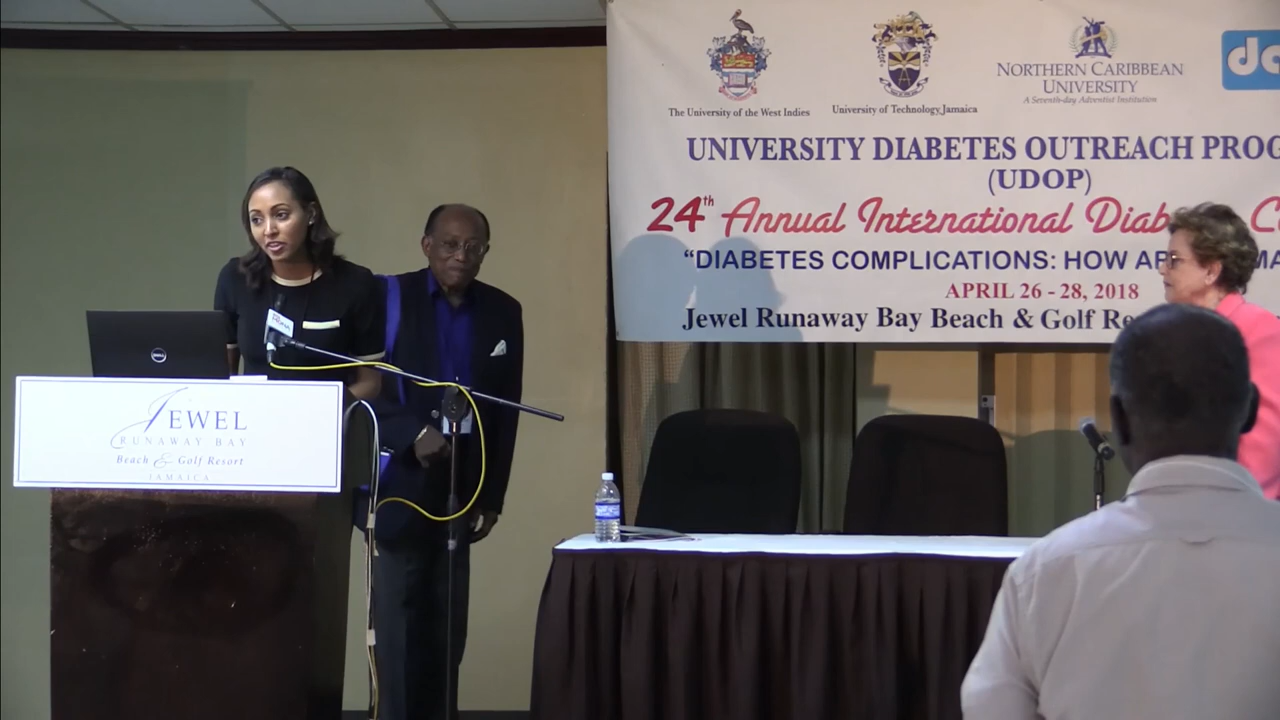 The University of the West Indies
University of Technology, Jamaica
NORTHERN CARIBBEAN
UNIVERSITY
A Seventh-day Adventist Institution
UNIVERSITY DIABETES OUTREACH PROG
(UDOP)
24th Annual International Diab C
"DIABETES COMPLICATIONS: HOW AR MA
APRIL 26 - 28, 2018
Jewel Runaway Bay Beach & Golf Re
DELL
JEWEL
RUNAWAY BAY
Beach & Golf Resort
JAMAICA